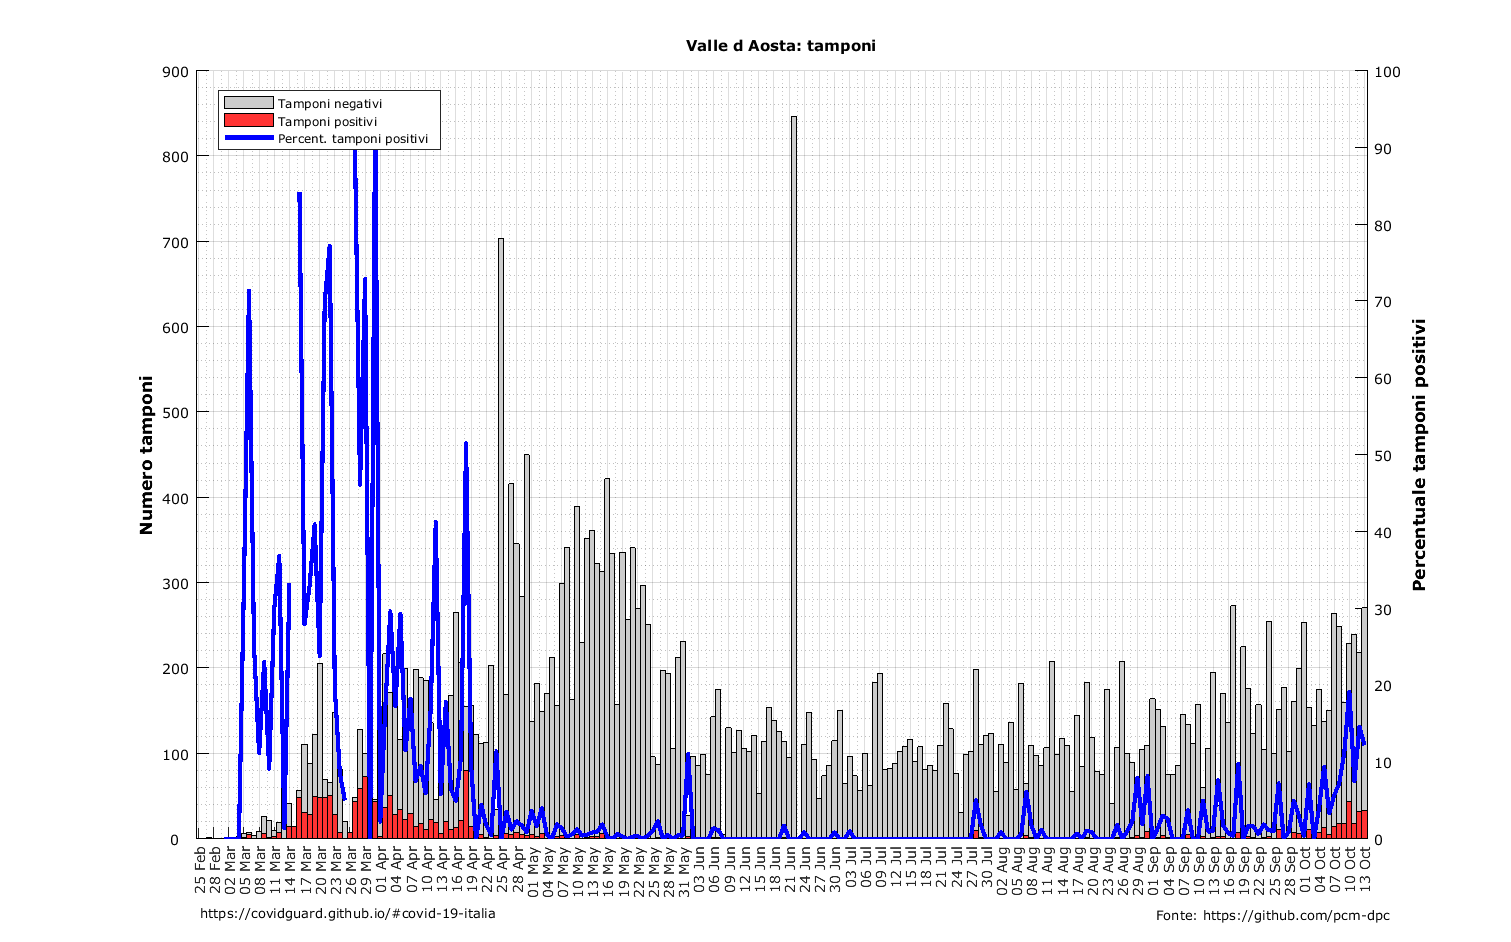 Valle d Aosta: tamponi
Tamponi negativi
Tamponi positivi
Percent. tamponi positivi
Numero tamponi
900
800
700
600
500
400
300
200
100
0
Percentuale tamponi positivi
100
90
80
70
60
50
40
30
20
10
0
25 Feb
28 Feb
02 Mar
05 Mar
08 Mar
11 Mar
14 Mar
17 Mar
20 Mar
23 Mar
26 Mar
29 Mar
01 Apr
04 Apr
07 Apr
10 Apr
13 Apr
16 Apr
19 Apr
22 Apr
25 Apr
28 Apr
01 May
04 May
07 May
10 May
13 May
16 May
19 May
22 May
25 May
28 May
31 May
03 Jun
06 Jun
09 Jun
12 Jun
15 Jun
18 Jun
21 Jun
24 Jun
27 Jun
30 Jun
03 Jul
06 Jul
09 Jul
12 Jul
15 Jul
18 Jul
21 Jul
24 Jul
27 Jul
30 Jul
02 Aug
05 Aug
08 Aug
11 Aug
14 Aug
17 Aug
20 Aug
23 Aug
26 Aug
29 Aug
01 Sep
04 Sep
07 Sep
10 Sep
13 Sep
16 Sep
19 Sep
22 Sep
25 Sep
28 Sep
01 Oct
04 Oct
07 Oct
10 Oct
13 Oct
https://covidguard.github.io/#covid-19-italia
Fonte: https://github.com/pcm-dpc